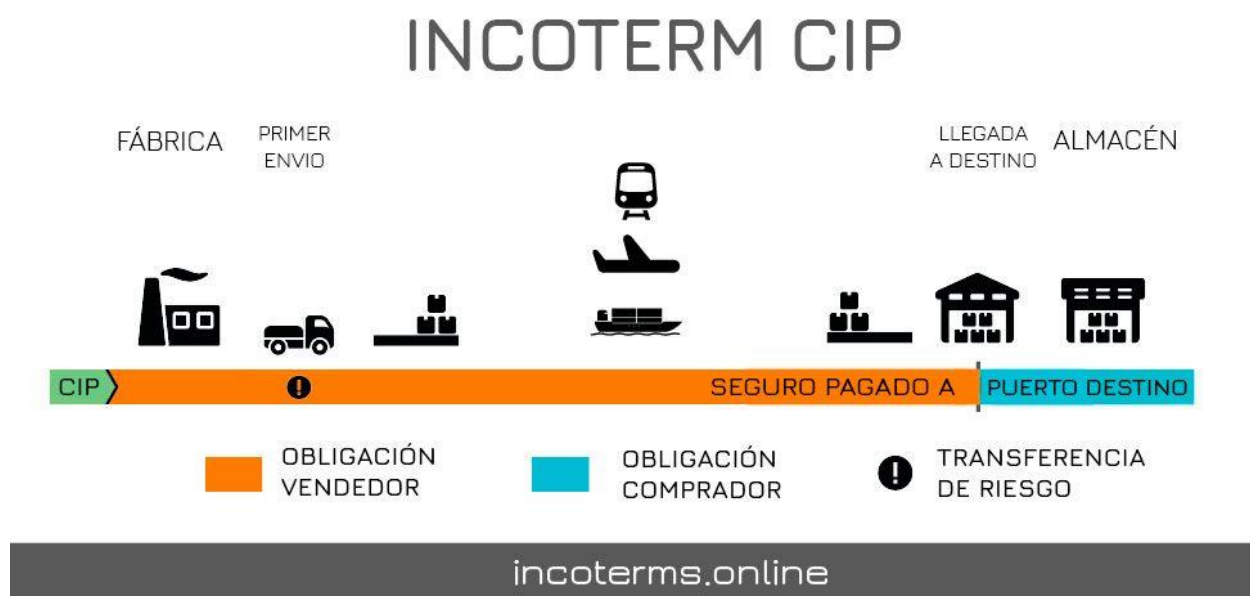 INCOTERM CIP
FÁBRICA
PRIMER
ENVIO
LLEGADA
A DESTINO
ALMACÉN
CIP
!
SEGURO PAGADO A
PUERTO DESTINO
OBLIGACIÓN
VENDEDOR
OBLIGACIÓN
COMPRADOR
!
TRANSFERENCIA
DE RIESGO
incoterms.online